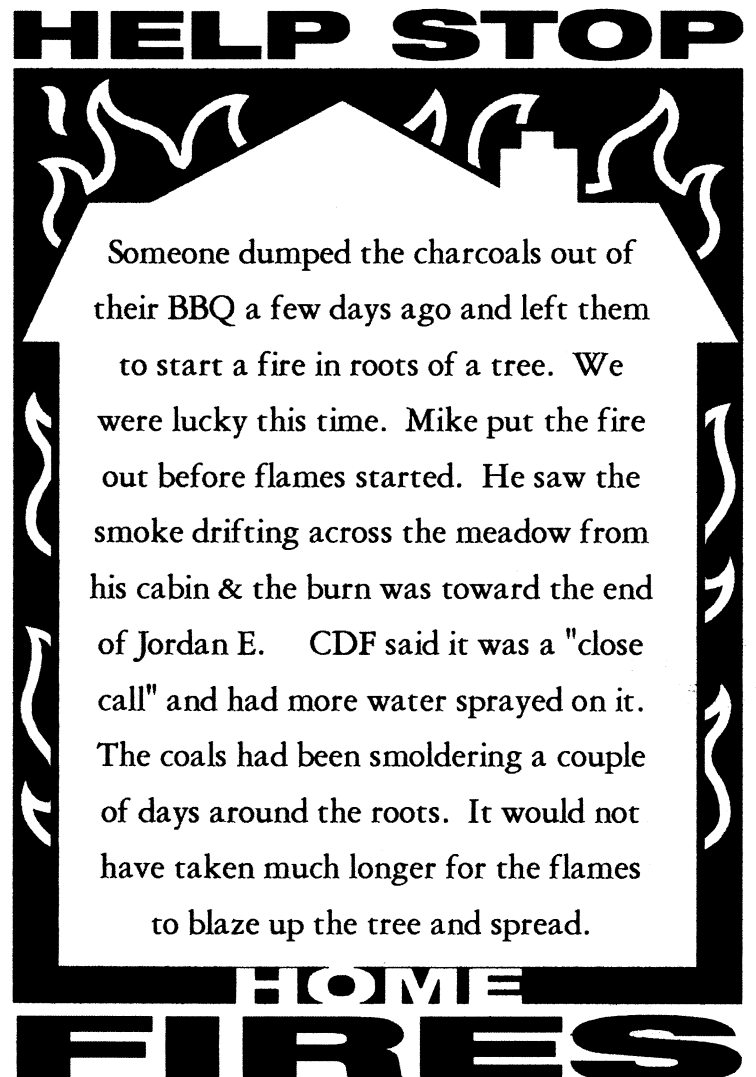 HELP STOP
Someone dumped the charcoals out of
their BBQ a few days ago and left them
to start a fire in roots of a tree. We
were lucky this time. Mike put the fire
out before flames started. He saw the
smoke drifting across the meadow from
his cabin & the burn was toward the end
of Jordan E. CDF said it was a "close
call" and had more water sprayed on it.
The coals had been smoldering a couple
of days around the roots. It would not
have taken much longer for the flames
to blaze up the tree and spread.
HOME
FIRES